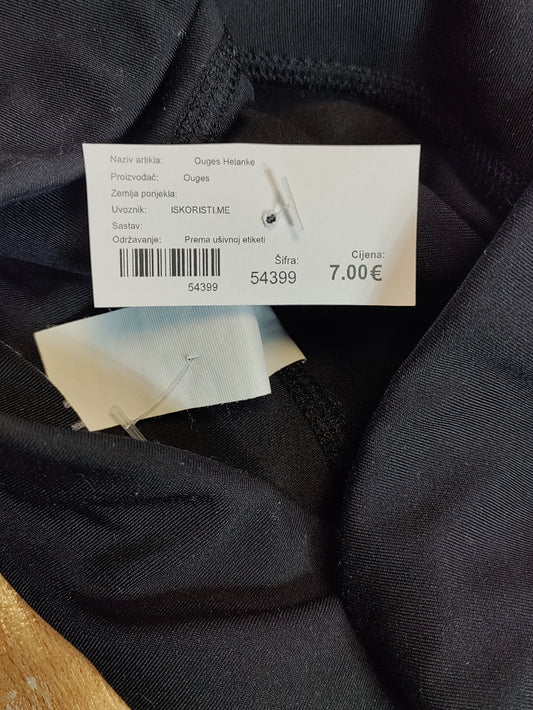 Naziv artikla: Ouges Helanke
Proizvođač: Ouges
Zemlja porijekla:
Uvoznik: ISKORISTI.ME
Sastav:
Održavanje: Prema ušivnoj etiketi
54399
Šifra:
54399
Cijena:
7.00€